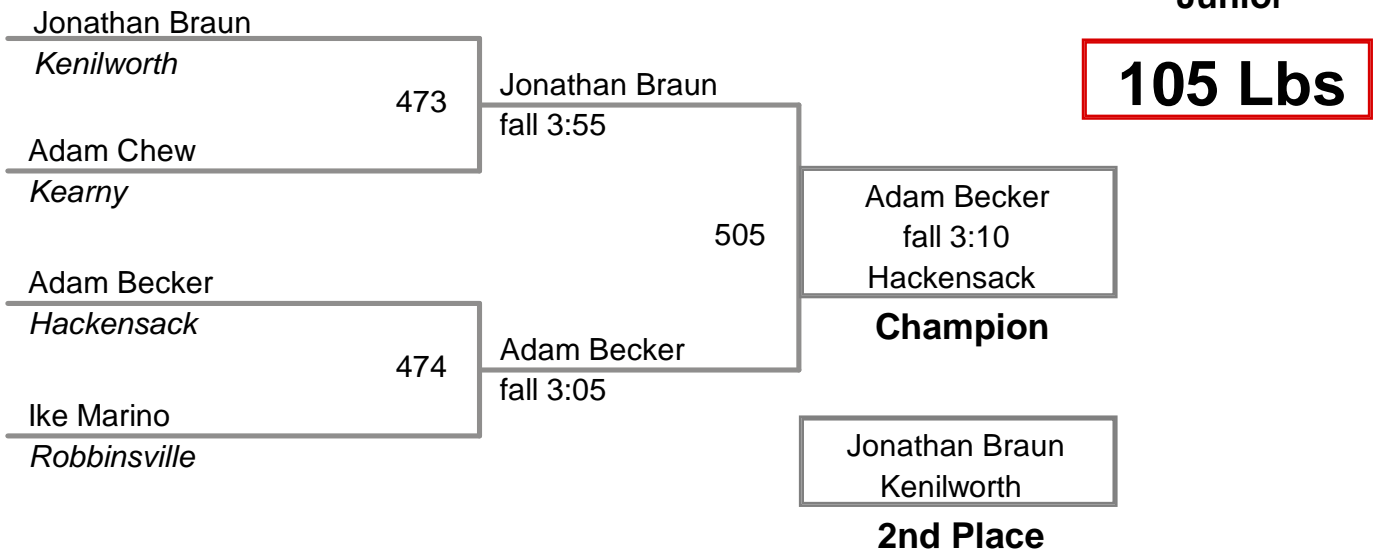 Junior
105 Lbs
Jonathan Braun
Kenilworth
473
Adam Chew
Kearny
Jonathan Braun
fall 3:55
Adam Becker
Hackensack
474
Ike Marino
Robbinsville
Adam Becker
fall 3:05
505
Adam Becker
fall 3:10
Hackensack
Champion
Jonathan Braun
Kenilworth
2nd Place